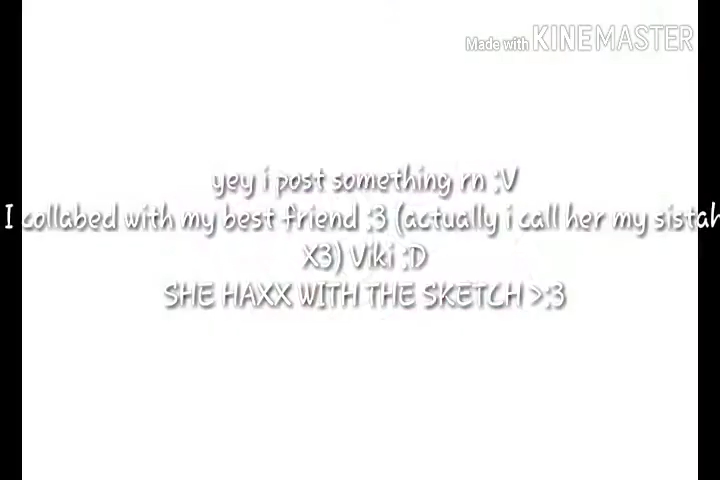 Made with KINEMASTER
yey i post something rn :V
I collabed with my best friend :3 (actually i call her my sistah
X3) Viki :D
SHE HAXX WITH THE SKETCH >:3